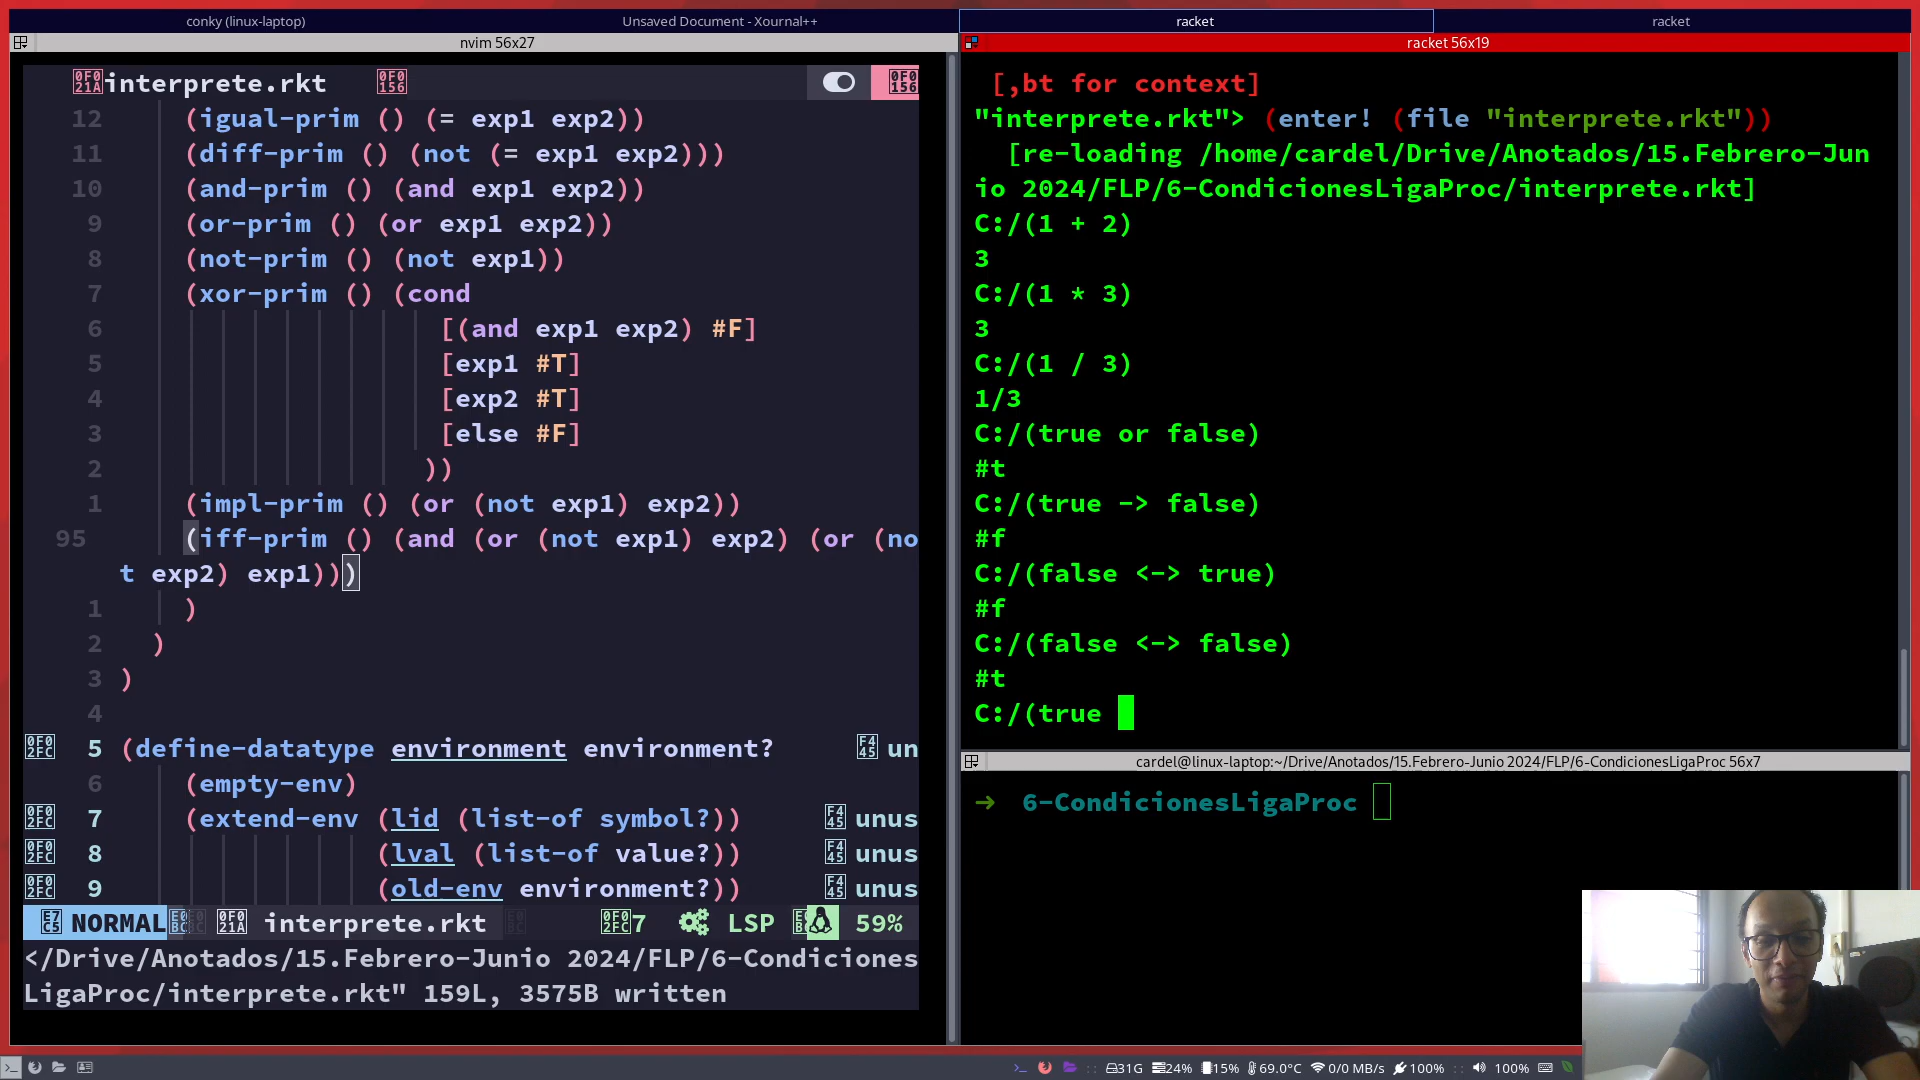 conky (linux-laptop)
Unsaved Document - Xournal++
racket
racket
nvim 56x27
interprete.rkt
12 (igual-prim () (= exp1 exp2))
11 (diff-prim () (not (= exp1 exp2)))
10 (and-prim () (and exp1 exp2))
9 (or-prim () (or exp1 exp2))
8 (not-prim () (not exp1))
7 (xor-prim () (cond
6 [(and exp1 exp2) #F]
5 [exp1 #T]
4 [exp2 #T]
3 [else #F]
2 ))
1 (impl-prim () (or (not exp1) exp2))
95 (iff-prim () (and (or (not exp1) exp2) (or (no
t exp2) exp1)))
1 )
2 )
3 )
4
5 (define-datatype environment environment? un
6 (empty-env)
7 (extend-env (lid (list-of symbol?)) unus
8 (lval (list-of value?)) unus
9 (old-env environment?)) unus
NORMAL interprete.rkt 7 LSP 59%
</Drive/Anotados/15.Febrero-Junio 2024/FLP/6-Condiciones
LigaProc/interprete.rkt" 159L, 3575B written
racket 56x19
[,bt for context]
"interprete.rkt"> (enter! (file "interprete.rkt"))
[re-loading /home/cardel/Drive/Anotados/15.Febrero-Jun
io 2024/FLP/6-CondicionesLigaProc/interprete.rkt]
C:/(1 + 2)
3
C:/(1 * 3)
3
C:/(1 / 3)
1/3
C:/(true or false)
#t
C:/(true -> false)
#f
C:/(false <-> true)
#f
C:/(false <-> false)
#t
C:/(true
cardel@linux-laptop:~/Drive/Anotados/15.Febrero-Junio 2024/FLP/6-CondicionesLigaProc 56x7
➜ 6-CondicionesLigaProc
31G 24% 15% 69.0°C 0/0 MB/s 100% 100%